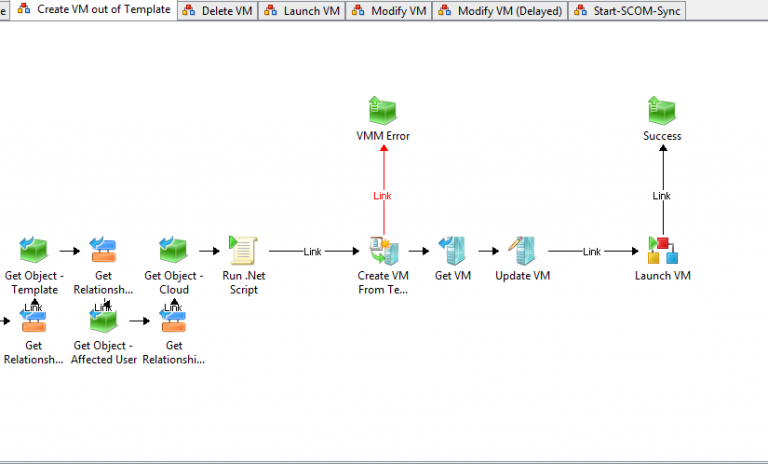 e
Create VM out of Template
Delete VM
Launch VM
Modify VM
Modify VM (Delayed)
Start-SCOM-Sync
VMM Error
Success
Link
Link
Get Object -
Template
Get
Relationsh...
Get Object -
Cloud
Run .Net
Script
Link
Create VM
From Te...
Get VM
Update VM
Link
Launch VM
Link
Link
Link
Get
Relationsh...
Get Object -
Affected User
Get
Relationshi...